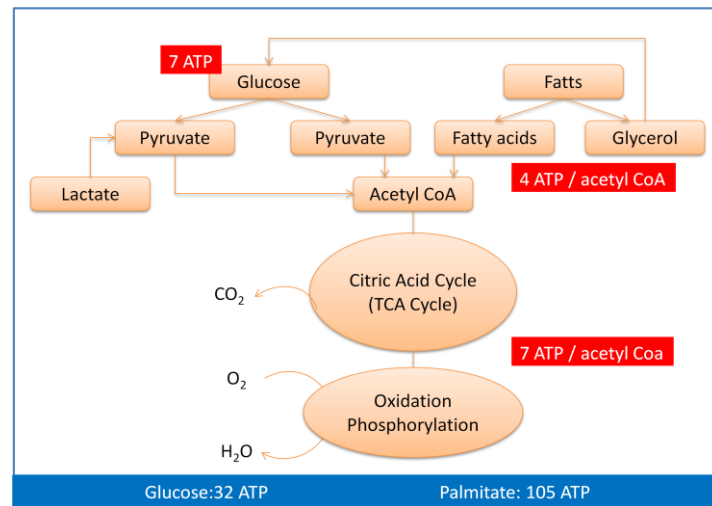 7 ATP
Glucose
Fatts
Pyruvate
Pyruvate
Fatty acids
Glycerol
Lactate
Acetyl CoA
4 ATP / acetyl CoA
Citric Acid Cycle
(TCA Cycle)
CO₂
7 ATP / acetyl Coa
O₂
Oxidation
Phosphorylation
H₂O
Glucose:32 ATP
Palmitate: 105 ATP